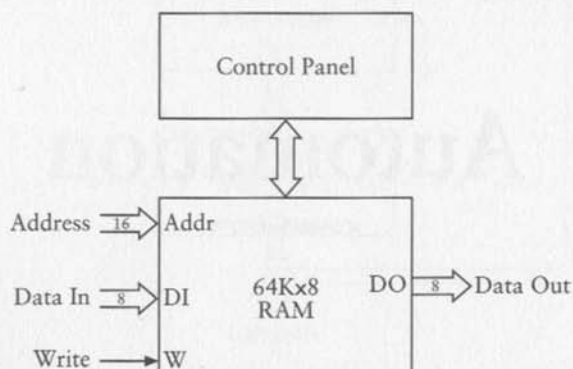 Control Panel
Address 16 Addr
Data In 8 DI
64Kx8
RAM
DO 8 Data Out
Write W